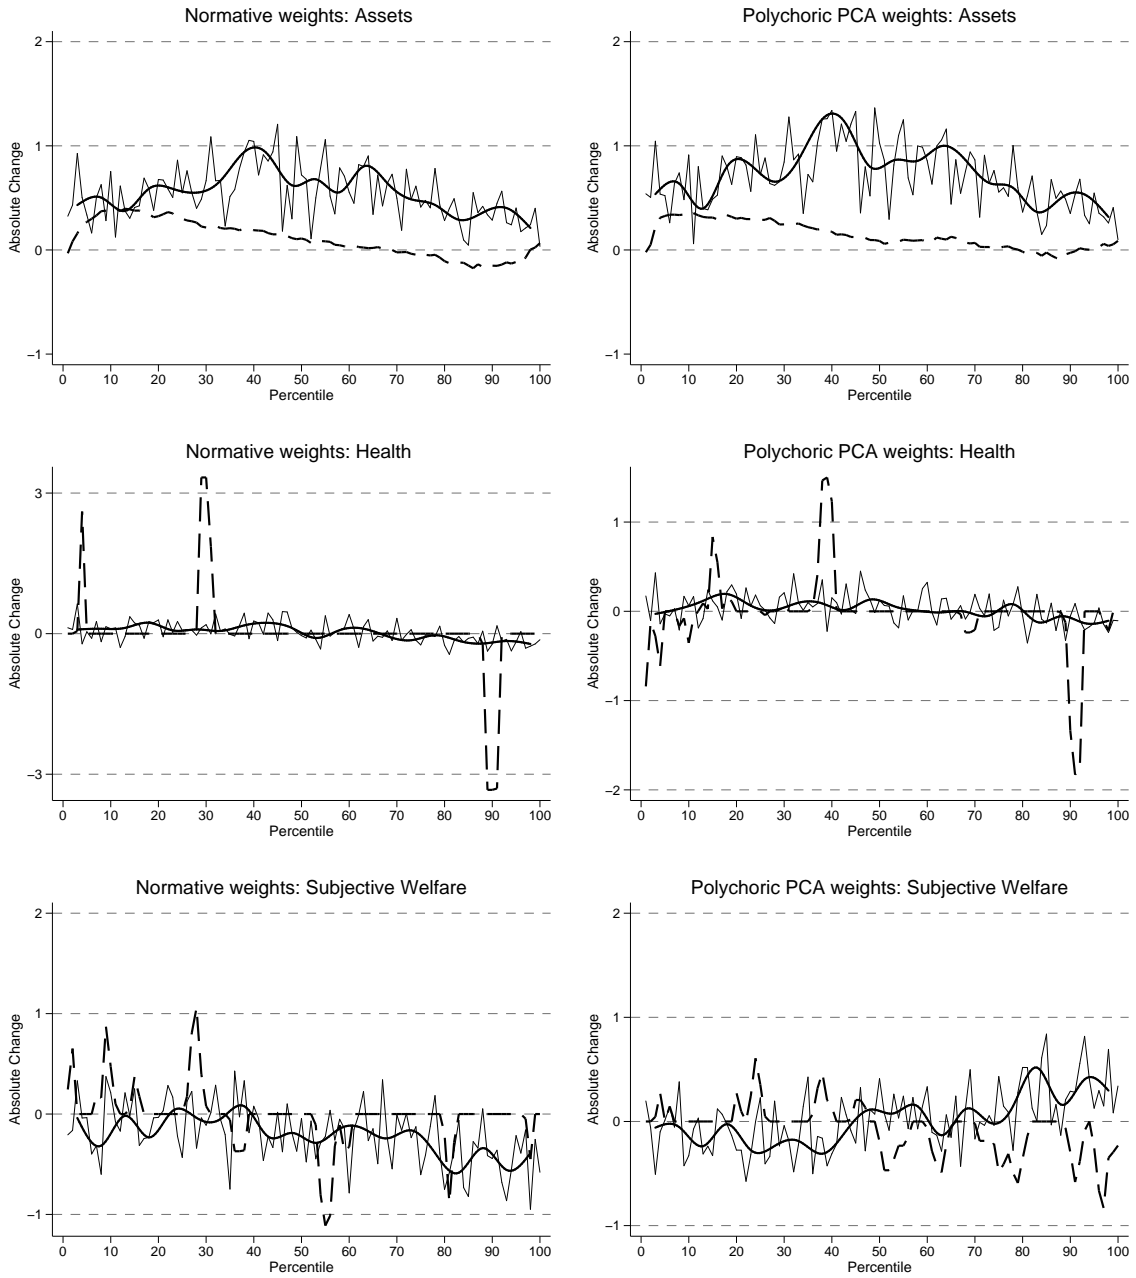 Normative weights: Assets
2
1
0
−1
Absolute Change
0 10 20 30 40 50 60 70 80 90 100
Percentile
Polychoric PCA weights: Assets
2
1
0
−1
Absolute Change
0 10 20 30 40 50 60 70 80 90 100
Percentile
Normative weights: Health
3
0
−3
Absolute Change
0 10 20 30 40 50 60 70 80 90 100
Percentile
Polychoric PCA weights: Health
1
0
−1
−2
Absolute Change
0 10 20 30 40 50 60 70 80 90 100
Percentile
Normative weights: Subjective Welfare
2
1
0
−1
Absolute Change
0 10 20 30 40 50 60 70 80 90 100
Percentile
Polychoric PCA weights: Subjective Welfare
2
1
0
−1
Absolute Change
0 10 20 30 40 50 60 70 80 90 100
Percentile